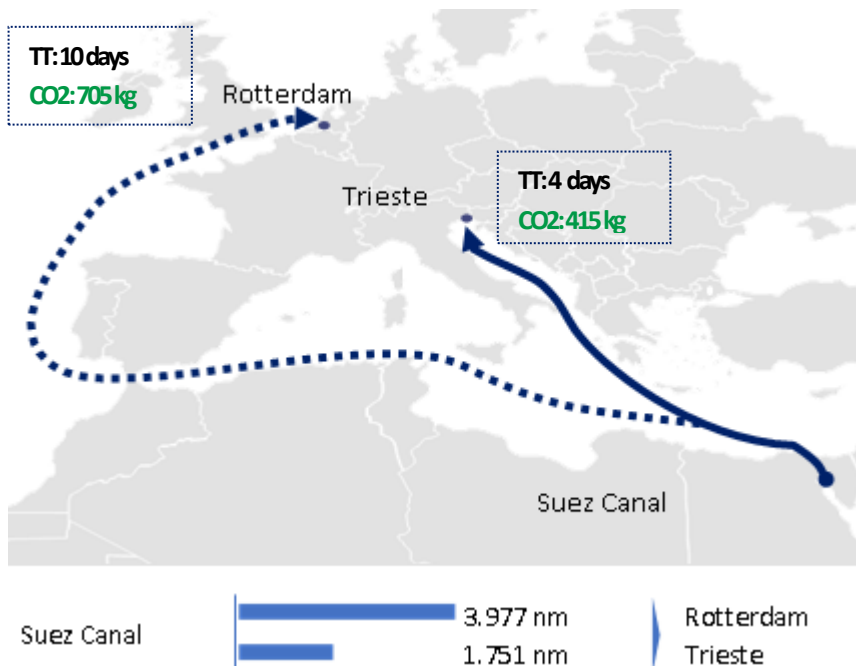 TT: 10 days
CO2: 705 kg
Rotterdam
Trieste
TT: 4 days
CO2: 415 kg
Suez Canal
Suez Canal
3.977 nm
Rotterdam
1.751 nm
Trieste